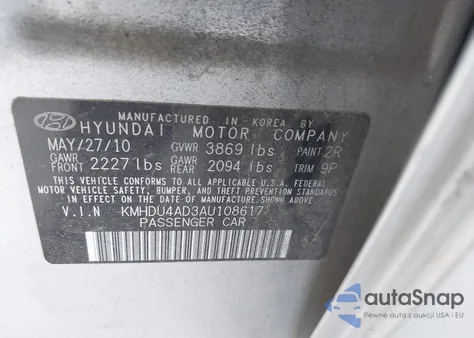 MANUFACTURED IN KOREA BY
HYUNDAI MOTOR COMPANY
MAY/27/10 GVWR 3869 lbs PAINT 2R
GAWR FRONT 2227 lbs GAWR REAR 2094 lbs TRIM 9P
THIS VEHICLE CONFORMS TO ALL APPLICABLE U.S. FEDERAL
MOTOR VEHICLE SAFETY, BUMPER, AND THEFT PREVENTION STANDARDS
IN EFFECT ON THE DATE OF MANUFACTURE SHOWN ABOVE.
V.I.N KMHDU4AD3AU108617
PASSENGER CAR
autoSnap
Pewne auta z aukcji USA i EU